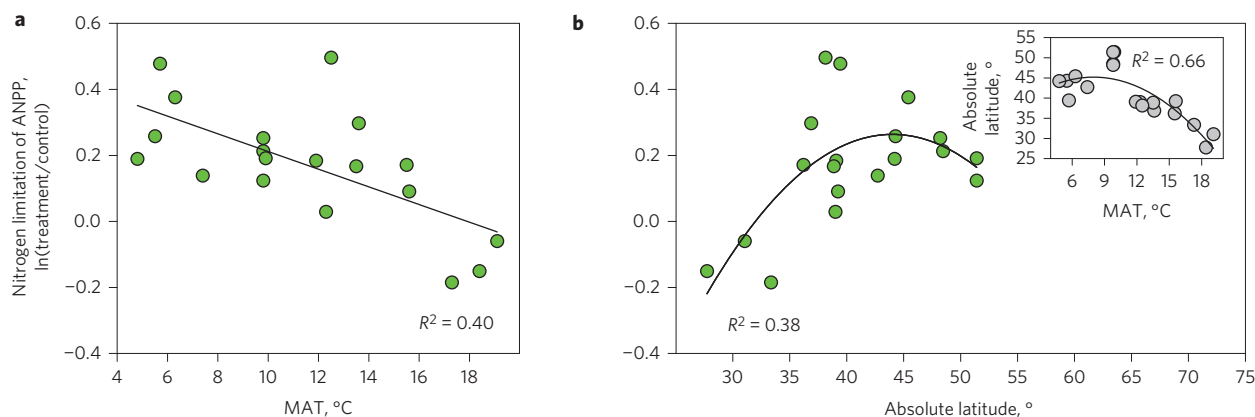 a
Nitrogen limitation of ANPP,
ln(treatment/control)
0.6
0.4
0.2
0.0
−0.2
−0.4
R² = 0.40
4 6 8 10 12 14 16 18
MAT, °C
b
0.6
0.4
0.2
0.0
−0.2
−0.4
R² = 0.38
30 35 40 45 50 55 60 65 70 75
Absolute latitude, °
Absolute
latitude, °
55
50
45
40
35
30
25
R² = 0.66
6 9 12 15 18
MAT, °C